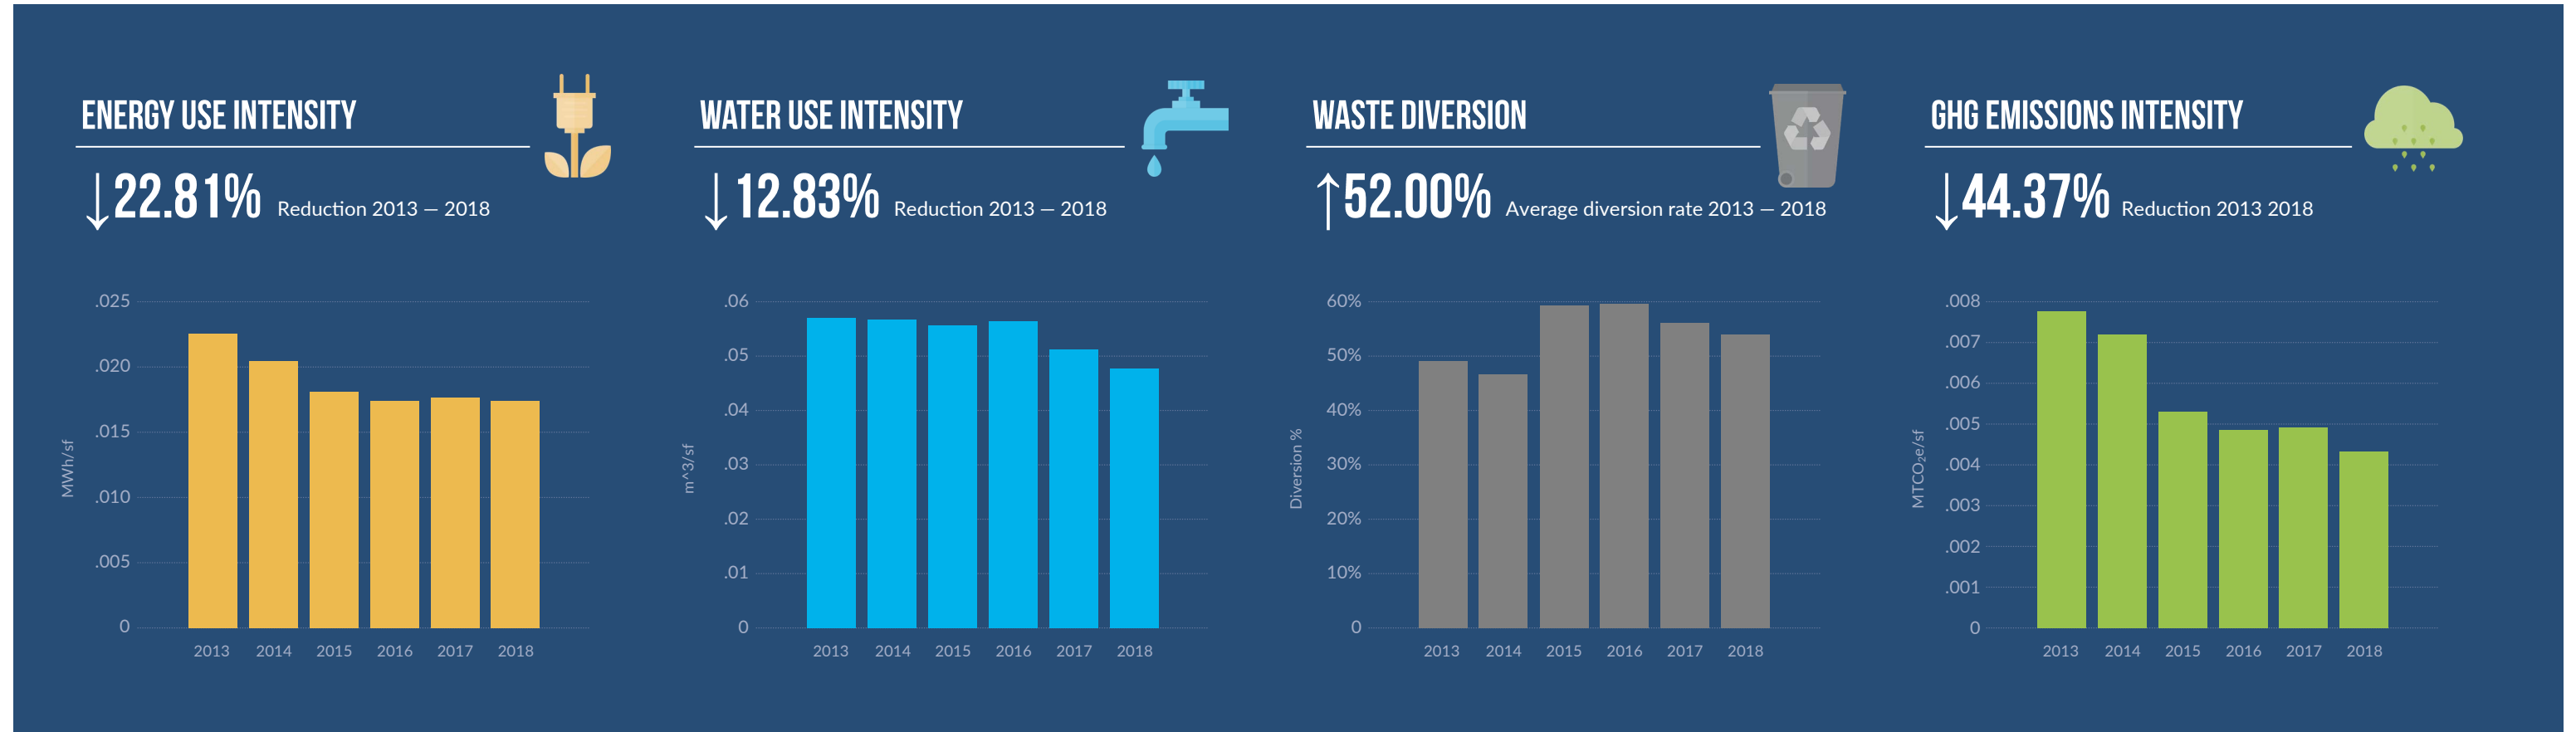 ENERGY USE INTENSITY
↓22.81% Reduction 2013 — 2018
.025
.020
.015
.010
.005
0
MWh/sf
2013 2014 2015 2016 2017 2018
WATER USE INTENSITY
↓12.83% Reduction 2013 — 2018
.06
.05
.04
.03
.02
.01
0
m^3/sf
2013 2014 2015 2016 2017 2018
WASTE DIVERSION
↑52.00% Average diversion rate 2013 — 2018
60%
50%
40%
30%
20%
10%
0
Diversion %
2013 2014 2015 2016 2017 2018
GHG EMISSIONS INTENSITY
↓44.37% Reduction 2013 2018
.008
.007
.006
.005
.004
.003
.002
.001
0
MTCO₂e/sf
2013 2014 2015 2016 2017 2018